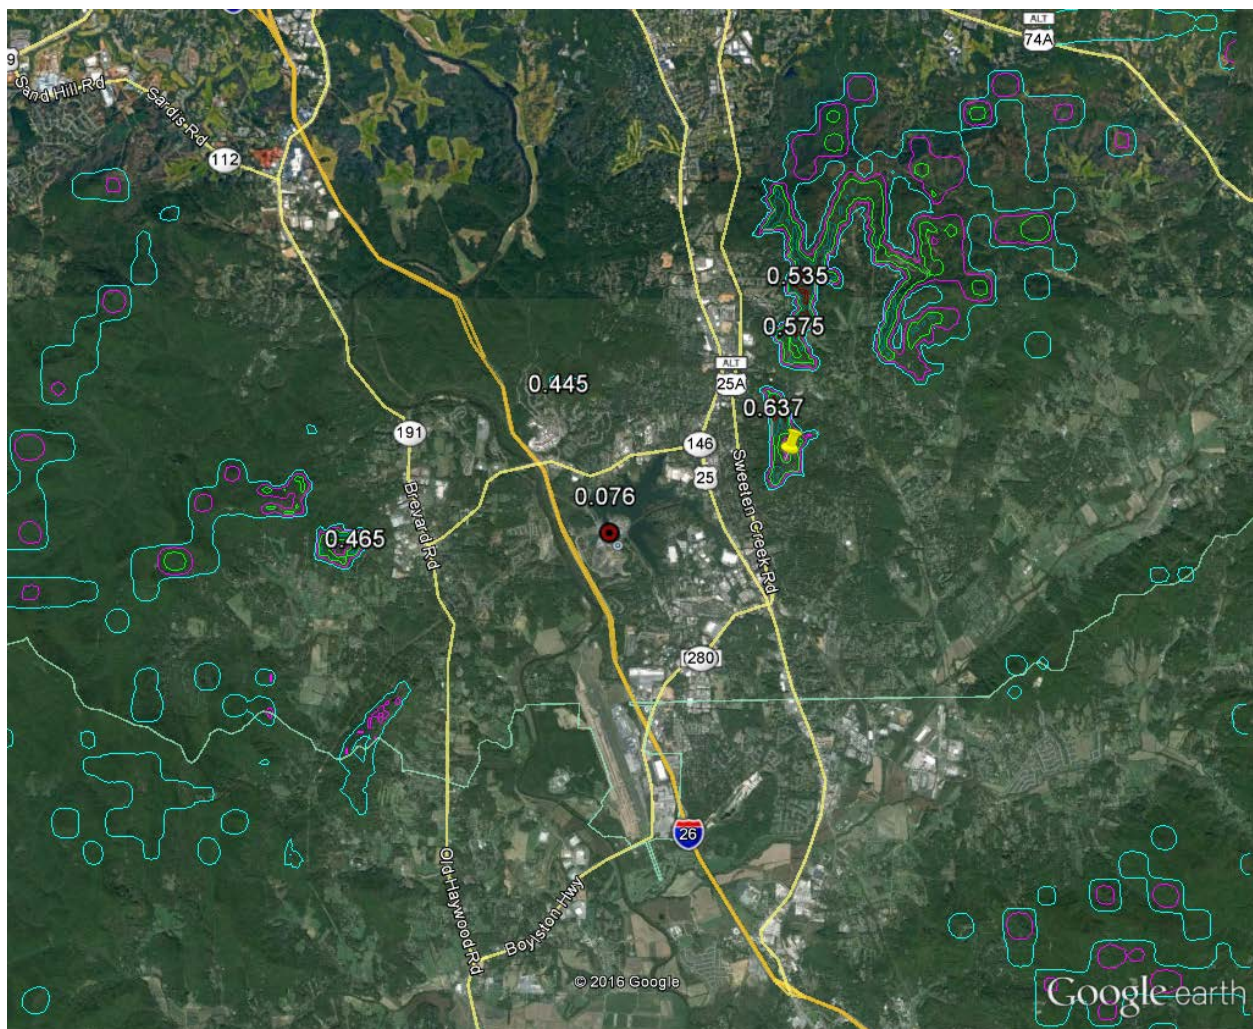 ALT
74A
9
Sand Hill Rd
Sardis Rd
112
0.535
0.575
ALT
25A
0.445
0.637
191
146
25
Brevard Rd
Sweeten Creek Rd
0.076
0.465
(280)
26
Old Haywood Rd
Boylston Hwy
© 2016 Google
Google earth